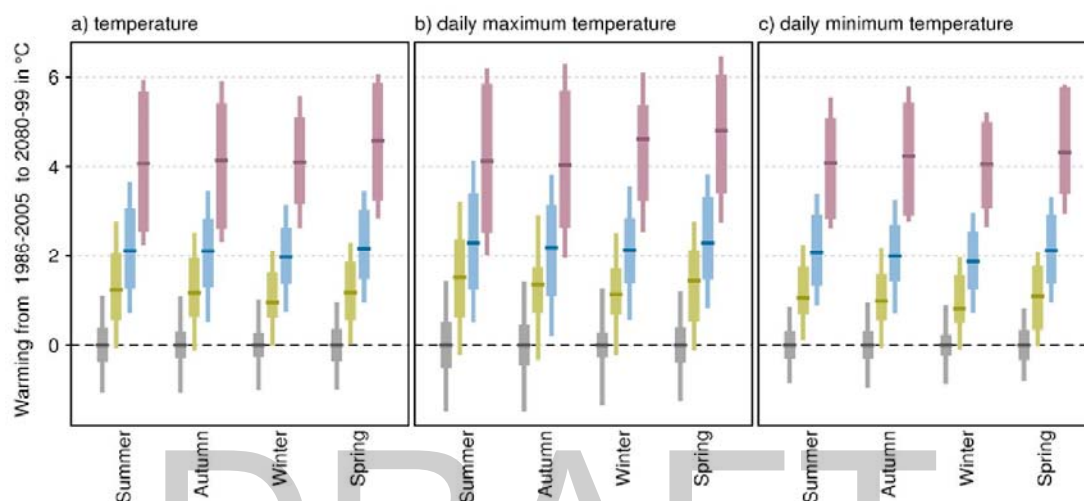 a) temperature
b) daily maximum temperature
c) daily minimum temperature
Warming from 1986-2005 to 2080-99 in °C
6
4
2
0
Summer
Autumn
Winter
Spring
Summer
Autumn
Winter
Spring
Summer
Autumn
Winter
Spring
DRAFT